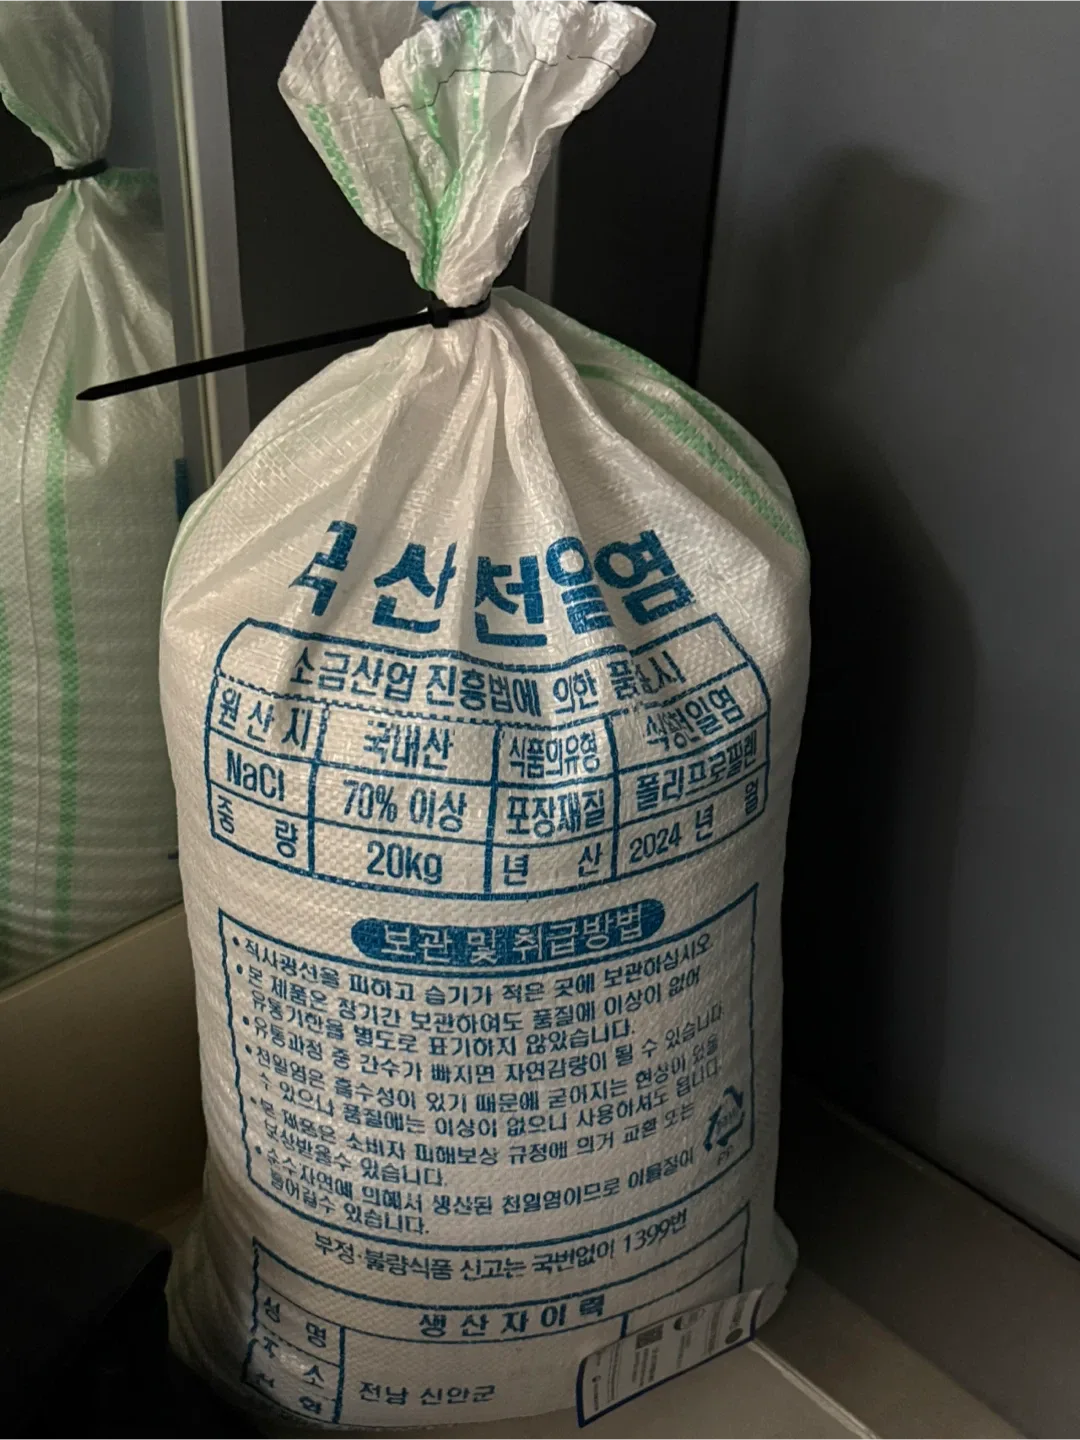 국산천일염
소금산업 진흥법에 의한 품질표시
원산지 국내산 식품의유형 식염천일염
NaCl 70% 이상 포장재질 폴리프로필렌
중 량 20kg 년 산 2024 년 월
보관 및 취급방법
• 직사광선을 피하고 습기가 적은 곳에 보관하십시오.
• 본 제품은 장기간 보관하여도 품질에 이상이 없어
유통기한을 별도로 표기하지 않았습니다.
• 유통과정 중 간수가 빠지면 자연감량이 될 수 있습니다.
• 천일염은 흡수성이 있기 때문에 굳어지는 현상이 있을
수 있으나 품질에는 이상이 없으니 사용하셔도 됩니다.
• 본 제품은 소비자 피해보상 규정에 의거 교환 또는
보상받을수 있습니다.
• 순수자연에 의해서 생산된 천일염이므로 이물질이
들어갈수 있습니다.
PP
부정·불량식품 신고는 국번없이 1399번
생산자이력
성 명
주 소 전남 신안군
전 화